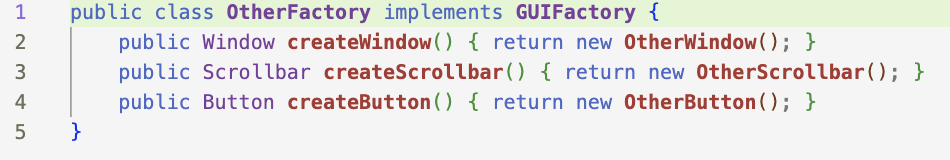 1 public class OtherFactory implements GUIFactory {
2     public Window createWindow() { return new OtherWindow(); }
3     public Scrollbar createScrollbar() { return new OtherScrollbar(); }
4     public Button createButton() { return new OtherButton(); }
5 }